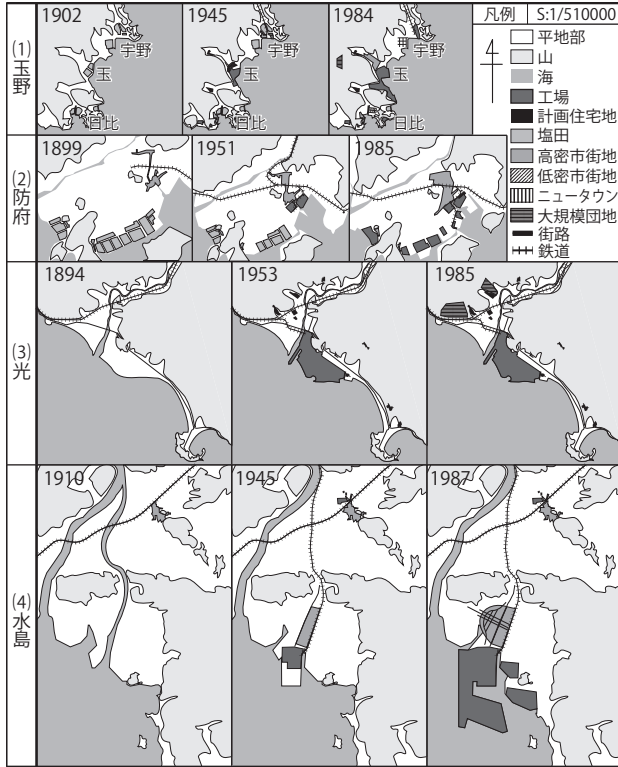 凡例 S:1/510000
平地部
山
海
工場
計画住宅地
塩田
高密市街地
低密市街地
ニュータウン
大規模団地
街路
鉄道
(1)玉野
1902
宇野
玉
日比
1945
宇野
玉
日比
1984
宇野
玉
日比
(2)防府
1899
1951
1985
(3)光
1894
1953
1985
(4)水島
1910
1945
1987